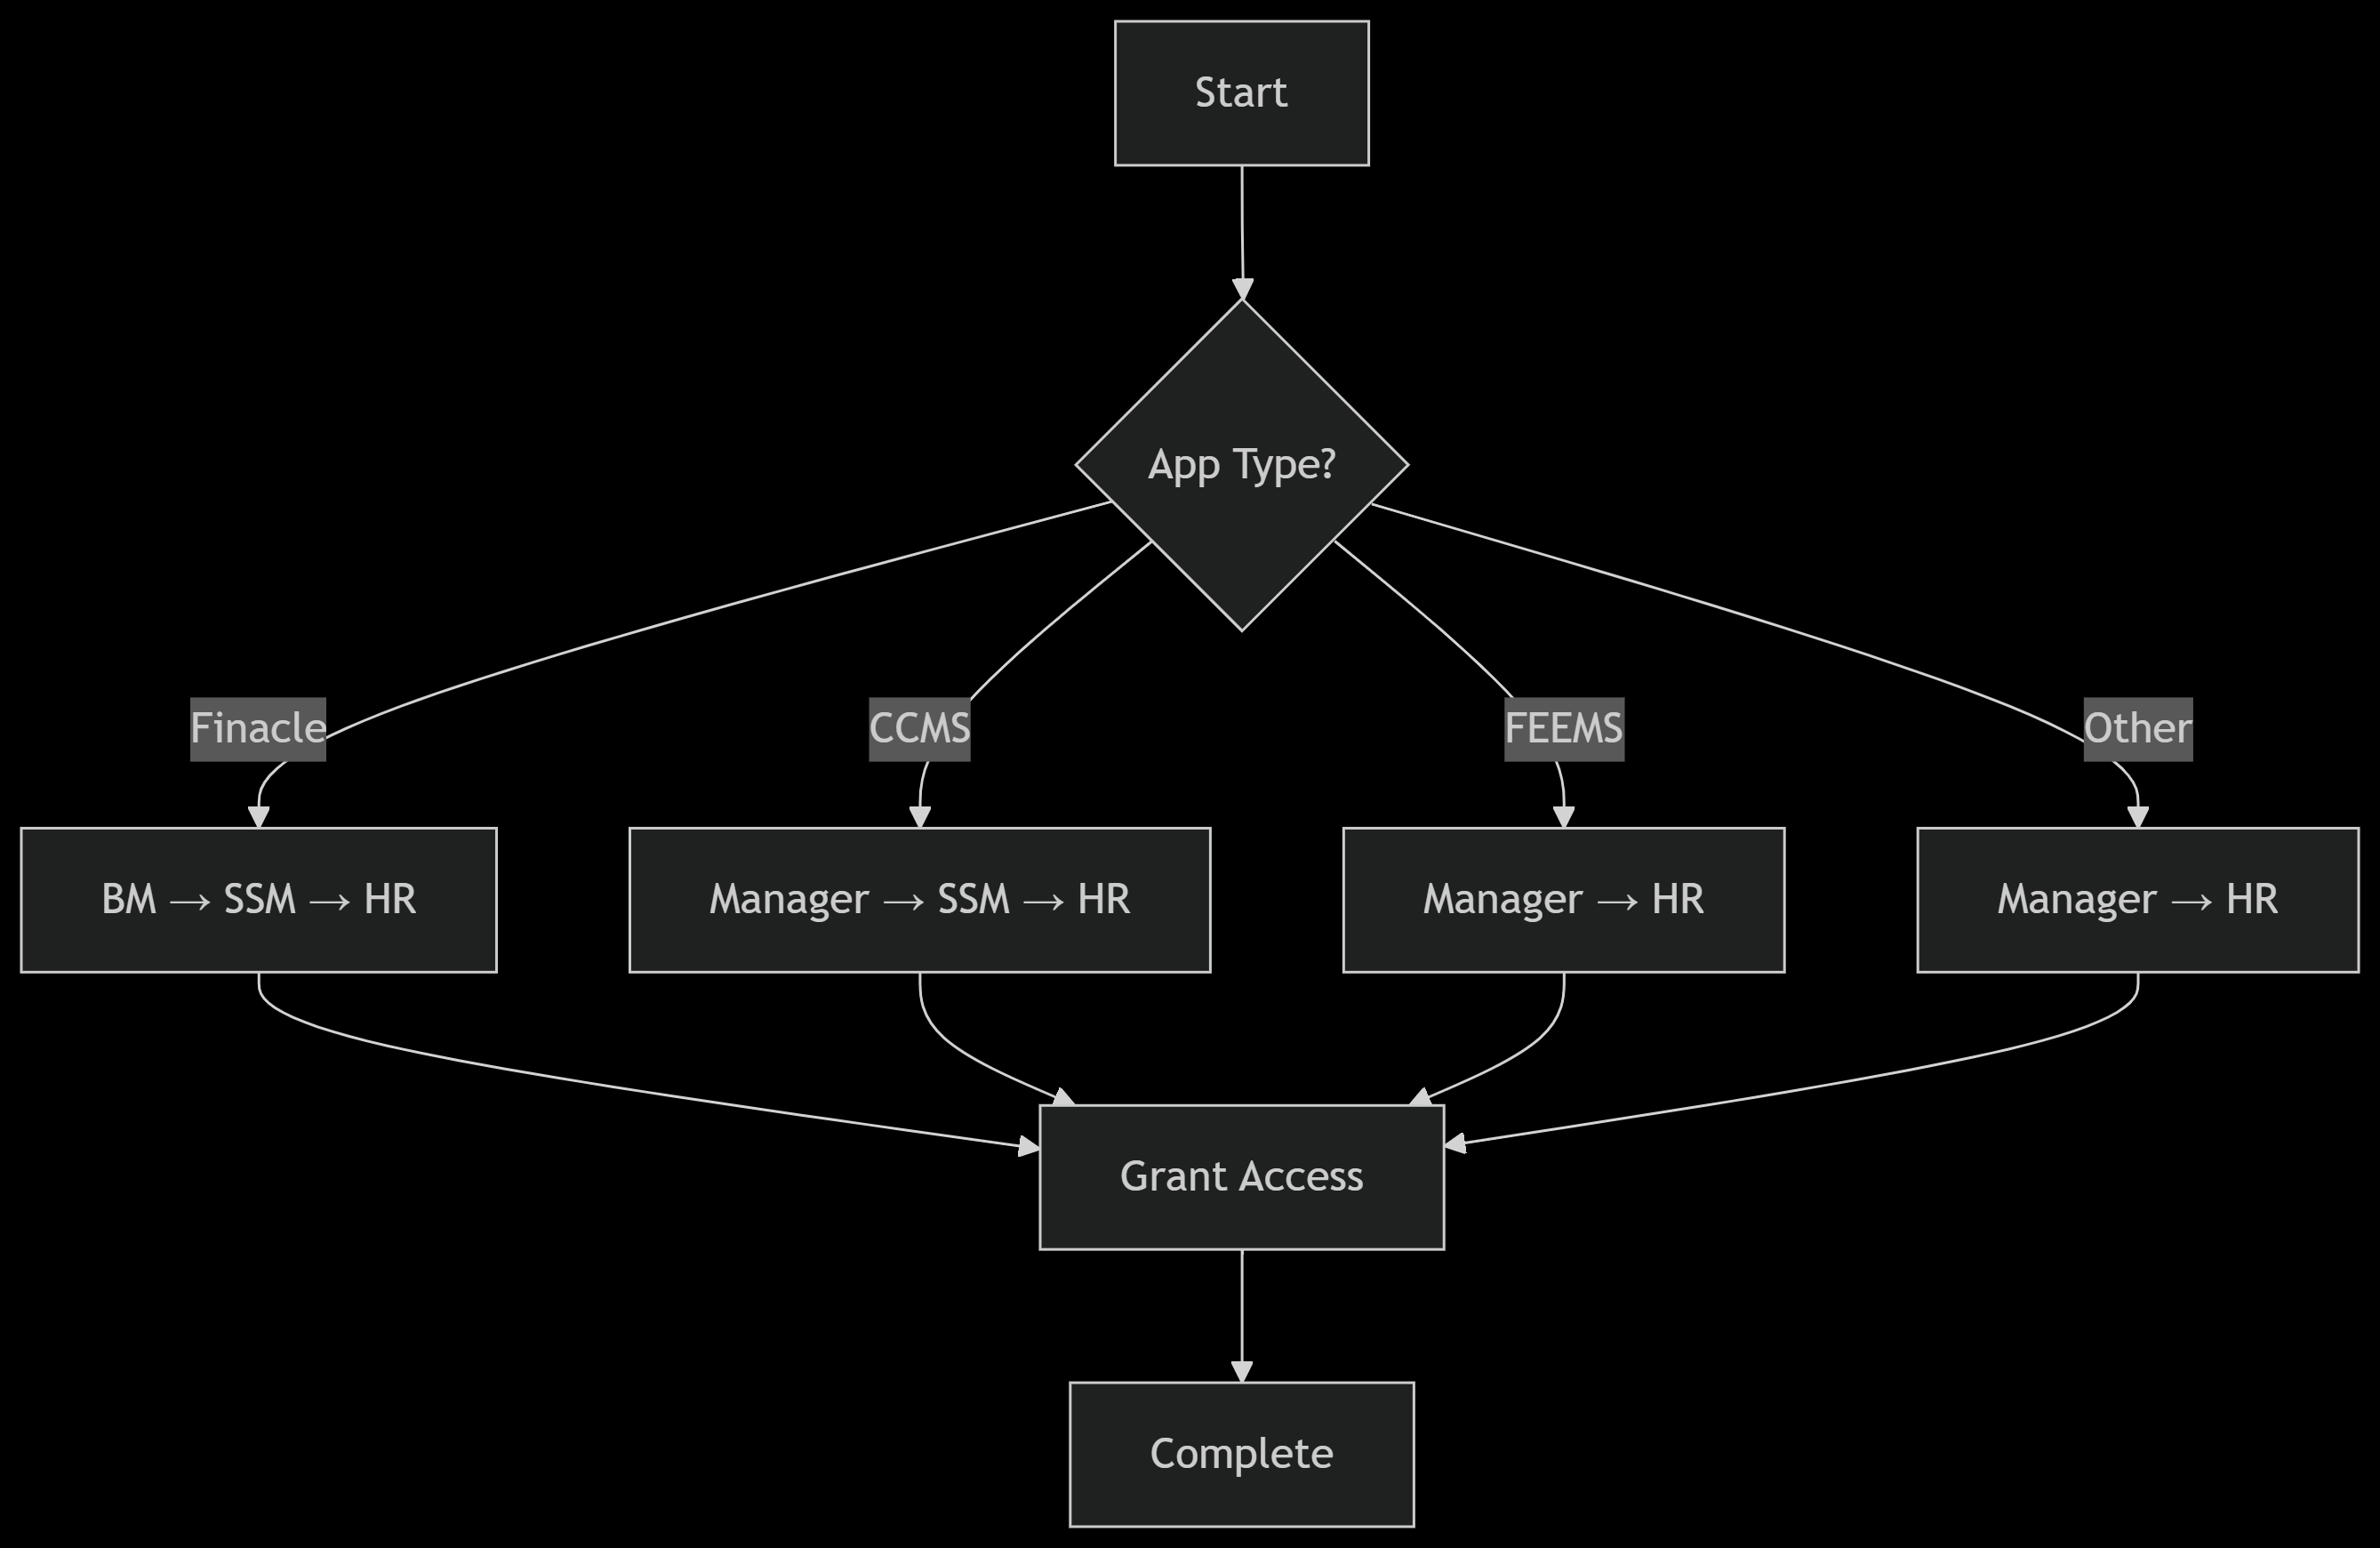 Start
App Type?
Finacle
CCMS
FEEMS
Other
BM → SSM → HR
Manager → SSM → HR
Manager → HR
Manager → HR
Grant Access
Complete